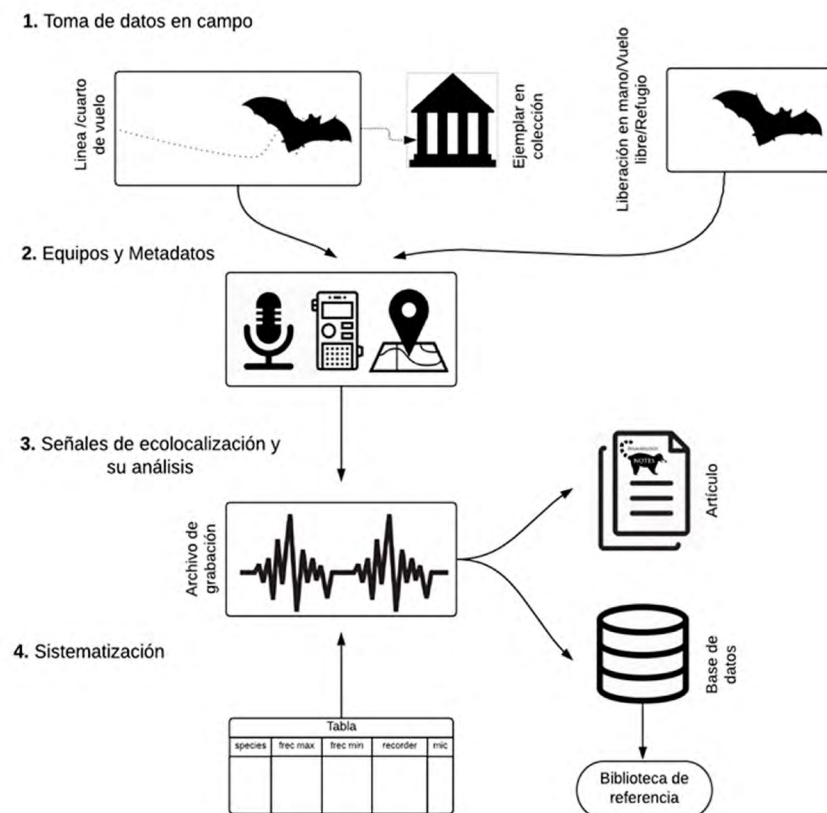 1. Toma de datos en campo
Linea /cuarto
de vuelo
Ejemplar en
colección
Liberación en mano/Vuelo
libre/Refugio
2. Equipos y Metadatos
3. Señales de ecolocalización y
su análisis
Archivo de
grabación
NOTES
Artículo
4. Sistematización
Base de
datos
Tabla
species frec max frec min recorder mic
Biblioteca de
referencia